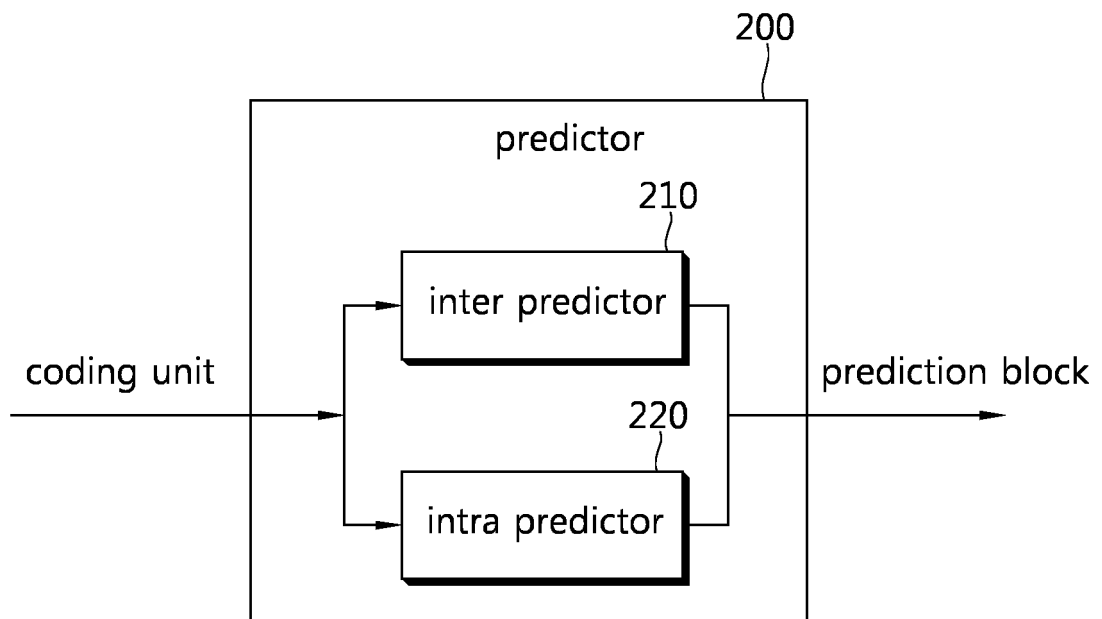 200
predictor
210
inter predictor
coding unit
prediction block
220
intra predictor